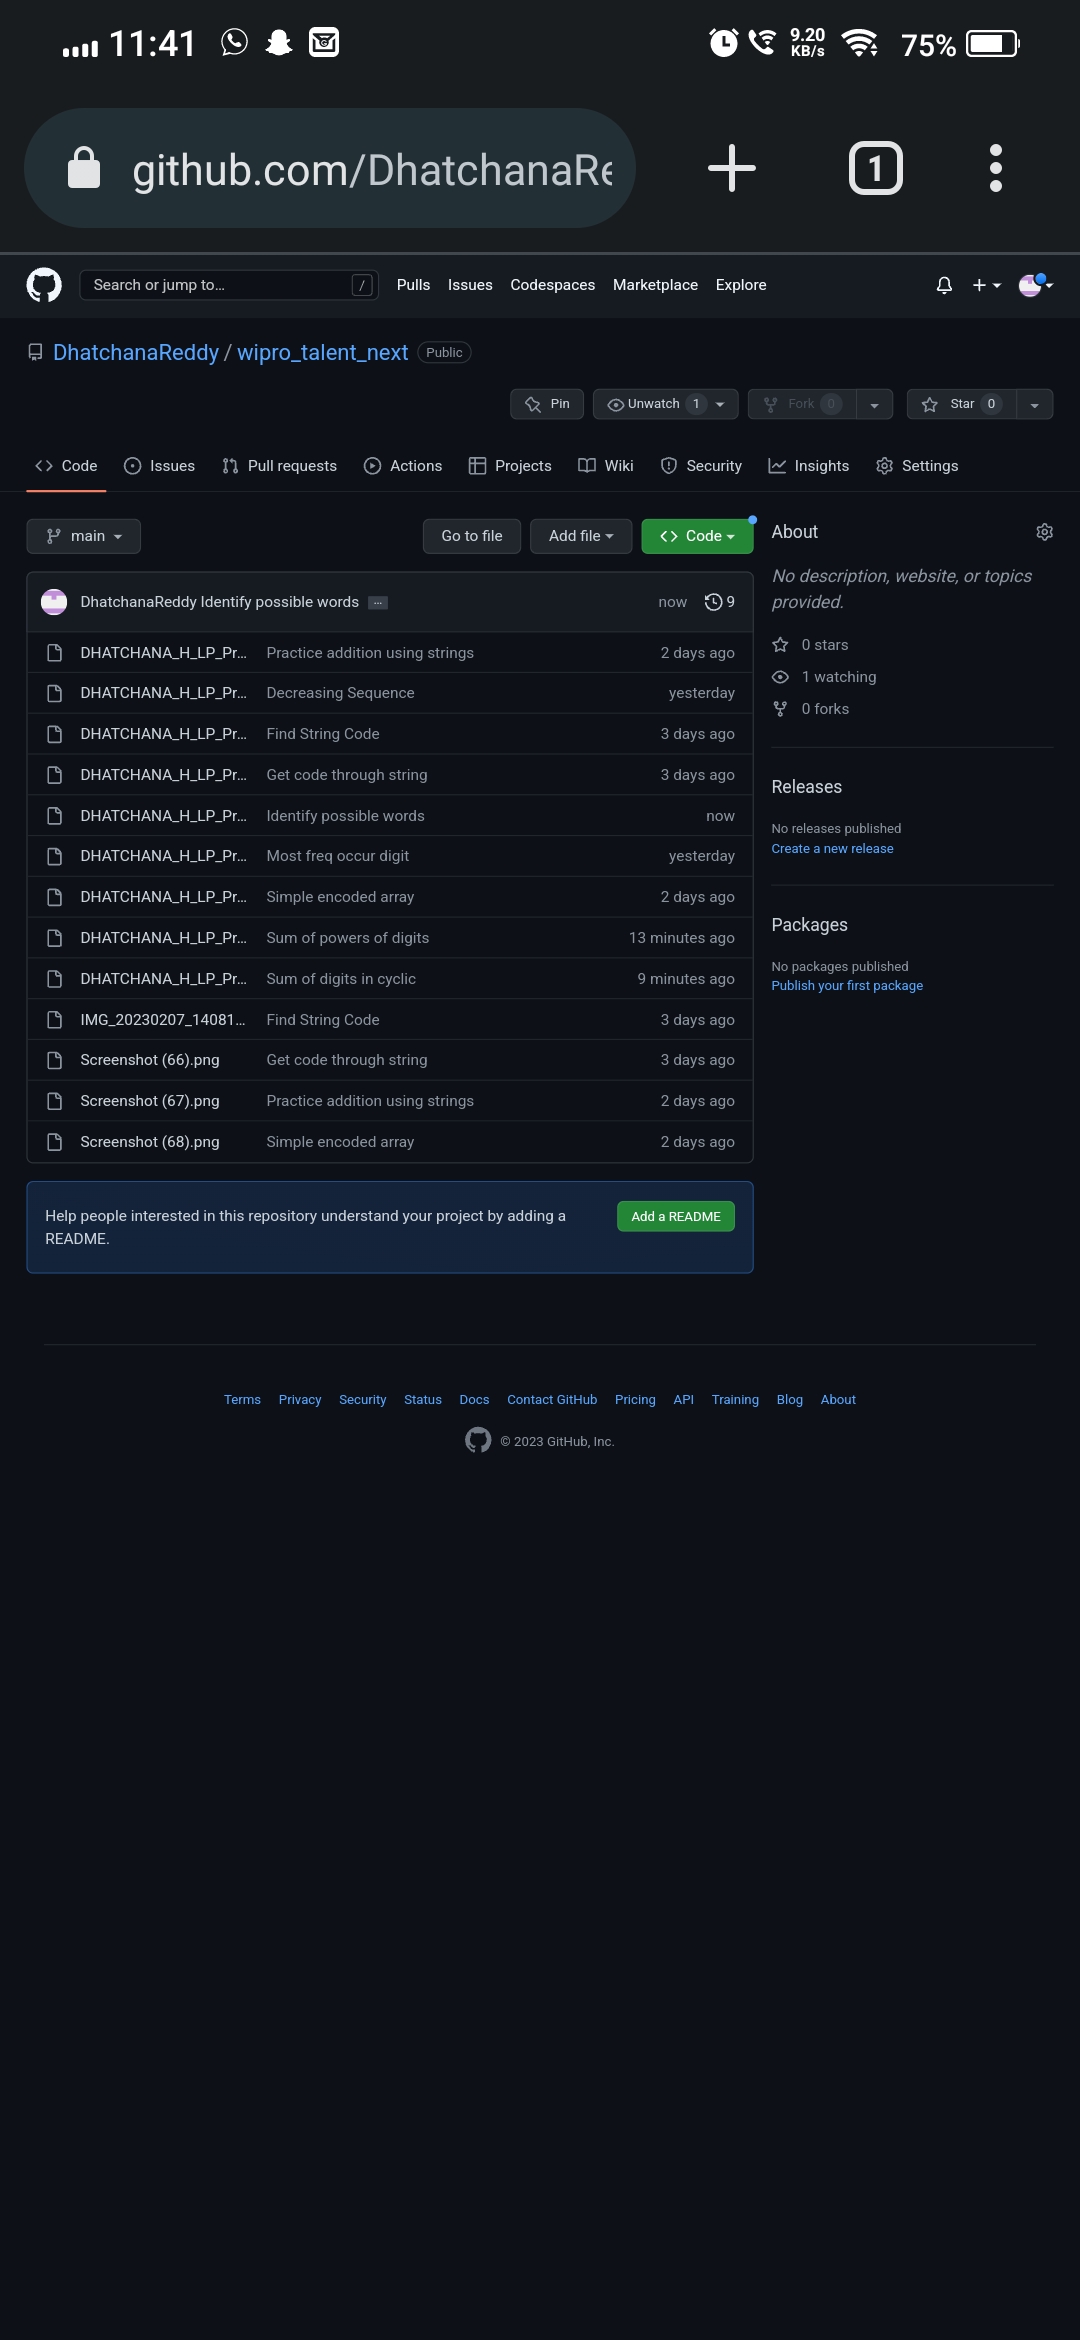 11:41 9.20 KB/s 75%
github.com/DhatchanaRe
1
Search or jump to... / Pulls Issues Codespaces Marketplace Explore
DhatchanaReddy / wipro_talent_next Public
Pin Unwatch 1 Fork 0 Star 0
Code Issues Pull requests Actions Projects Wiki Security Insights Settings
main Go to file Add file Code
About
No description, website, or topics
provided.
0 stars
1 watching
0 forks
Releases
No releases published
Create a new release
Packages
No packages published
Publish your first package
DhatchanaReddy Identify possible words ... now 9
DHATCHANA_H_LP_Pr... Practice addition using strings 2 days ago
DHATCHANA_H_LP_Pr... Decreasing Sequence yesterday
DHATCHANA_H_LP_Pr... Find String Code 3 days ago
DHATCHANA_H_LP_Pr... Get code through string 3 days ago
DHATCHANA_H_LP_Pr... Identify possible words now
DHATCHANA_H_LP_Pr... Most freq occur digit yesterday
DHATCHANA_H_LP_Pr... Simple encoded array 2 days ago
DHATCHANA_H_LP_Pr... Sum of powers of digits 13 minutes ago
DHATCHANA_H_LP_Pr... Sum of digits in cyclic 9 minutes ago
IMG_20230207_14081... Find String Code 3 days ago
Screenshot (66).png Get code through string 3 days ago
Screenshot (67).png Practice addition using strings 2 days ago
Screenshot (68).png Simple encoded array 2 days ago
Help people interested in this repository understand your project by adding a
README.
Add a README
Terms Privacy Security Status Docs Contact GitHub Pricing API Training Blog About
© 2023 GitHub, Inc.